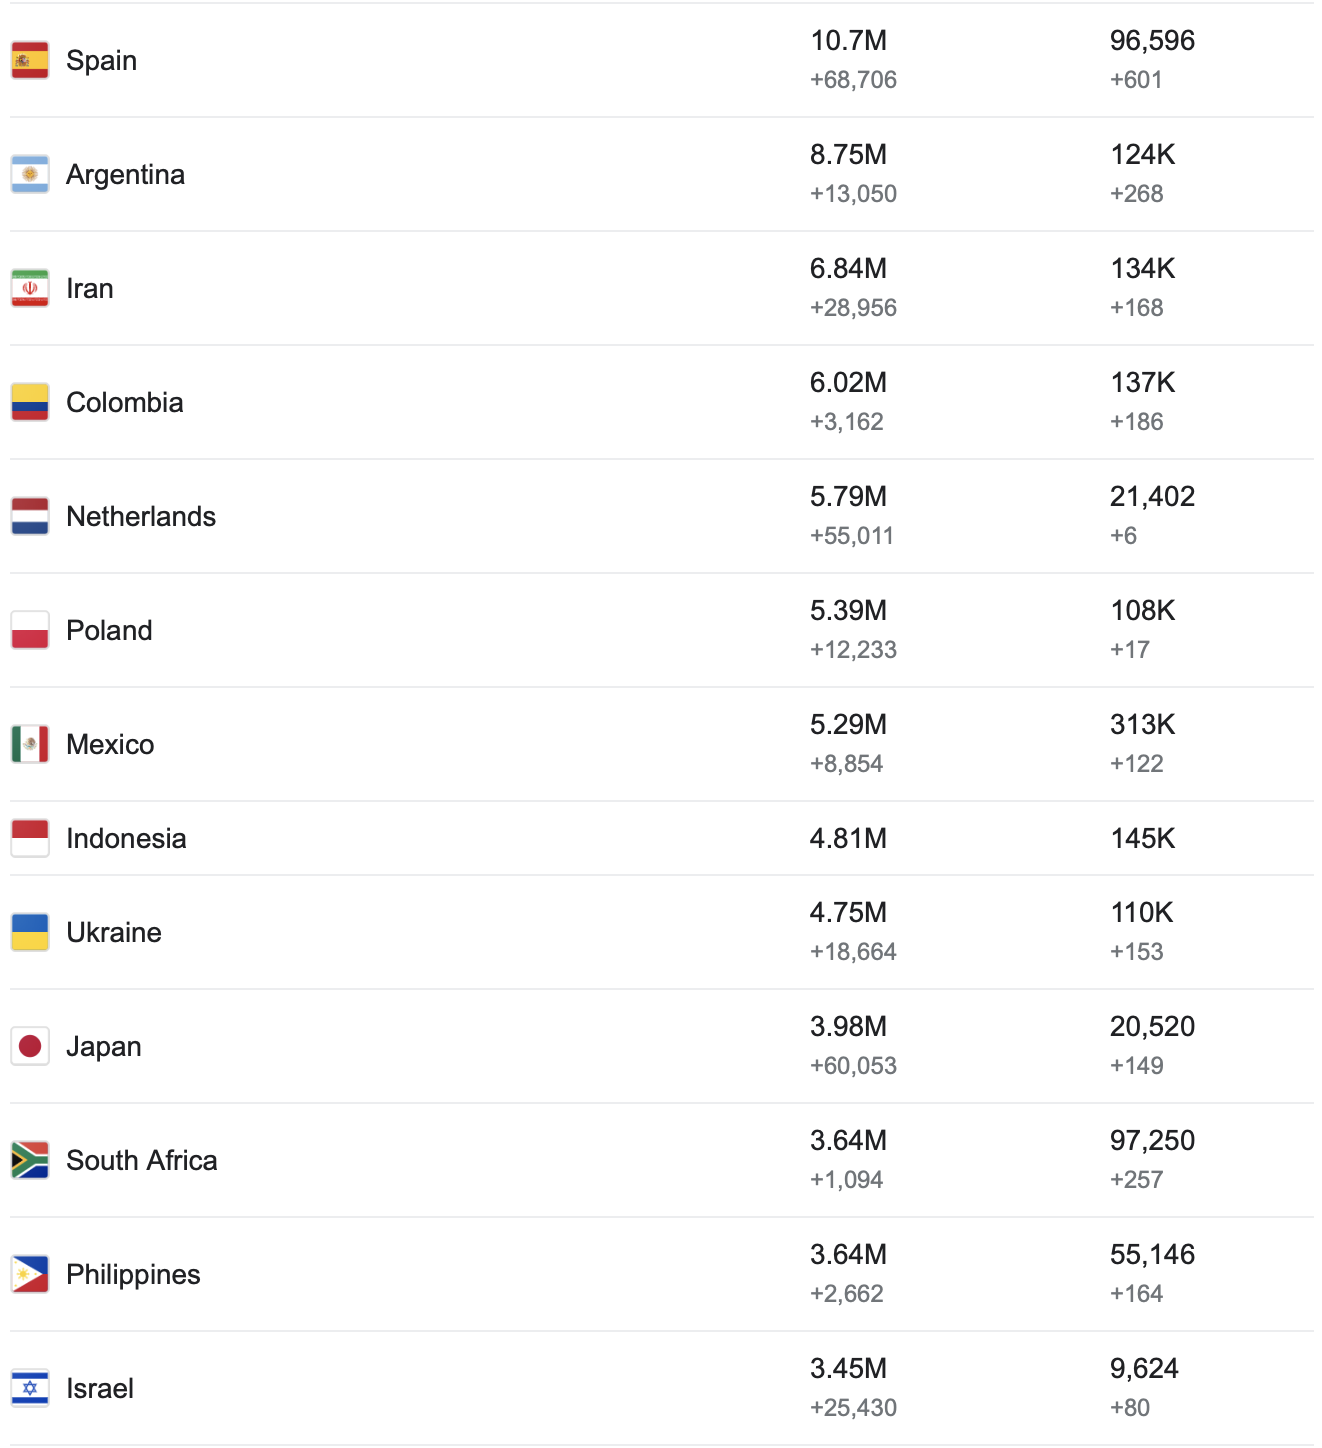 Spain 10.7M 96,596
+68,706 +601
Argentina 8.75M 124K
+13,050 +268
Iran 6.84M 134K
+28,956 +168
Colombia 6.02M 137K
+3,162 +186
Netherlands 5.79M 21,402
+55,011 +6
Poland 5.39M 108K
+12,233 +17
Mexico 5.29M 313K
+8,854 +122
Indonesia 4.81M 145K
Ukraine 4.75M 110K
+18,664 +153
Japan 3.98M 20,520
+60,053 +149
South Africa 3.64M 97,250
+1,094 +257
Philippines 3.64M 55,146
+2,662 +164
Israel 3.45M 9,624
+25,430 +80